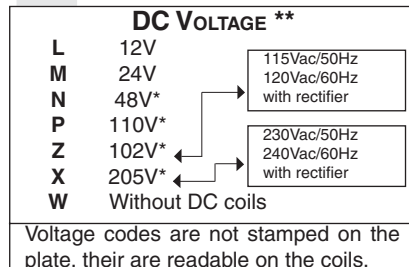 DC VOLTAGE **
L 12V
M 24V
N 48V*
P 110V*
Z 102V*
X 205V*
W Without DC coils
115Vac/50Hz
120Vac/60Hz
with rectifier
230Vac/50Hz
240Vac/60Hz
with rectifier
Voltage codes are not stamped on the
plate, their are readable on the coils.